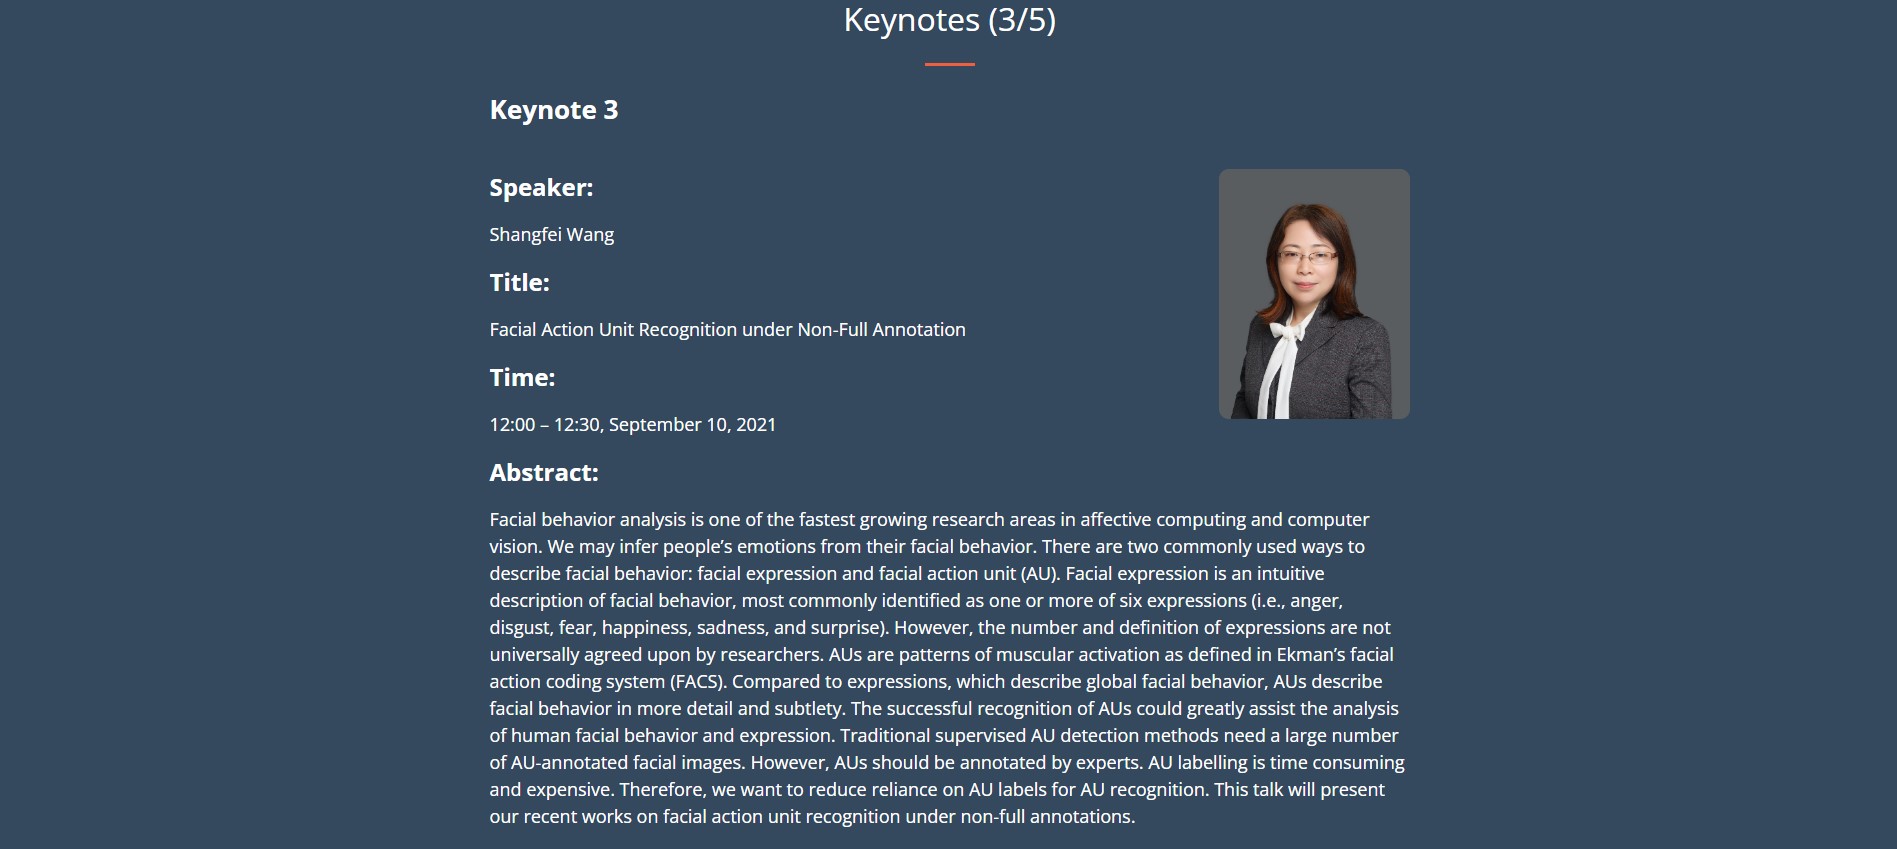 Keynotes (3/5)
Keynote 3
Speaker:
Shangfei Wang
Title:
Facial Action Unit Recognition under Non-Full Annotation
Time:
12:00 – 12:30, September 10, 2021
Abstract:
Facial behavior analysis is one of the fastest growing research areas in affective computing and computer
vision. We may infer people’s emotions from their facial behavior. There are two commonly used ways to
describe facial behavior: facial expression and facial action unit (AU). Facial expression is an intuitive
description of facial behavior, most commonly identified as one or more of six expressions (i.e., anger,
disgust, fear, happiness, sadness, and surprise). However, the number and definition of expressions are not
universally agreed upon by researchers. AUs are patterns of muscular activation as defined in Ekman’s facial
action coding system (FACS). Compared to expressions, which describe global facial behavior, AUs describe
facial behavior in more detail and subtlety. The successful recognition of AUs could greatly assist the analysis
of human facial behavior and expression. Traditional supervised AU detection methods need a large number
of AU-annotated facial images. However, AUs should be annotated by experts. AU labelling is time consuming
and expensive. Therefore, we want to reduce reliance on AU labels for AU recognition. This talk will present
our recent works on facial action unit recognition under non-full annotations.